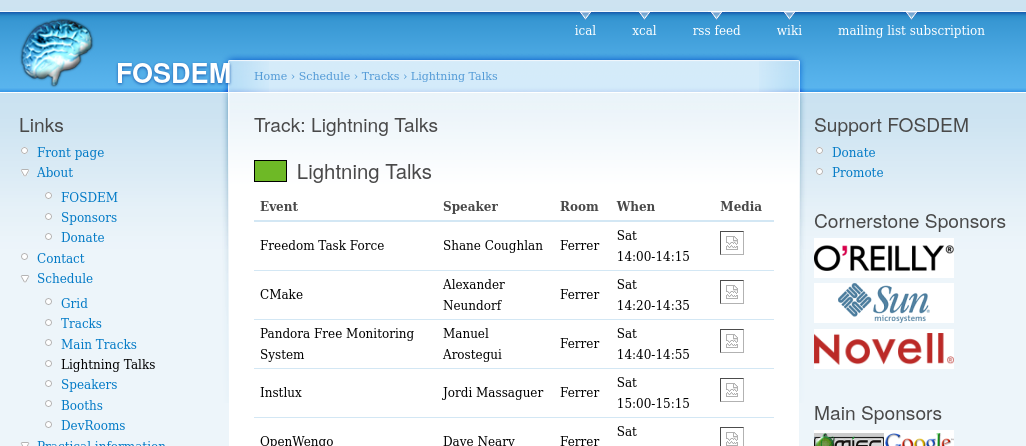 ical xcal rss feed wiki mailing list subscription
FOSDEM
Home › Schedule › Tracks › Lightning Talks
Links
Front page
About
FOSDEM
Sponsors
Donate
Contact
Schedule
Grid
Tracks
Main Tracks
Lightning Talks
Speakers
Booths
DevRooms
Practical information
Track: Lightning Talks
Lightning Talks
Event Speaker Room When Media
Freedom Task Force Shane Coughlan Ferrer Sat
14:00-14:15
CMake Alexander
Neundorf Ferrer Sat
14:20-14:35
Pandora Free Monitoring
System Manuel
Arostegui Ferrer Sat
14:40-14:55
Instlux Jordi Massaguer Ferrer Sat
15:00-15:15
OpenWengo Dave Neary Ferrer Sat
Support FOSDEM
Donate
Promote
Cornerstone Sponsors
O'REILLY®
Sun
microsystems
Novell®
Main Sponsors
Google